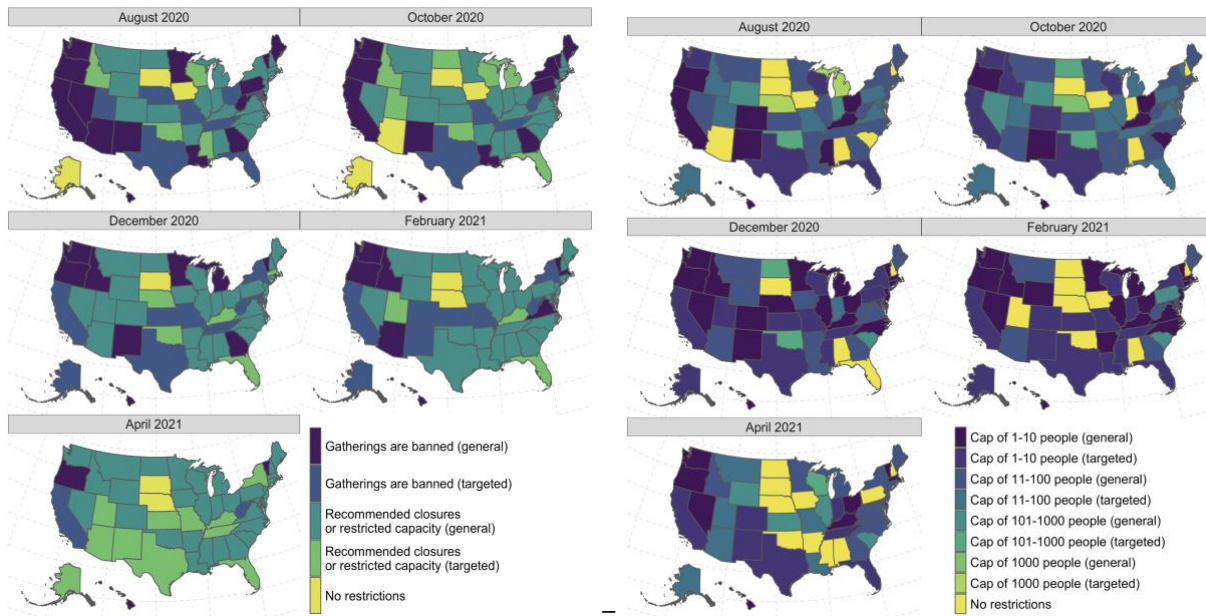 August 2020
October 2020
December 2020
February 2021
April 2021
Gatherings are banned (general)
Gatherings are banned (targeted)
Recommended closures
or restricted capacity (general)
Recommended closures
or restricted capacity (targeted)
No restrictions
August 2020
October 2020
December 2020
February 2021
April 2021
Cap of 1-10 people (general)
Cap of 1-10 people (targeted)
Cap of 11-100 people (general)
Cap of 11-100 people (targeted)
Cap of 101-1000 people (general)
Cap of 101-1000 people (targeted)
Cap of 1000 people (general)
Cap of 1000 people (targeted)
No restrictions